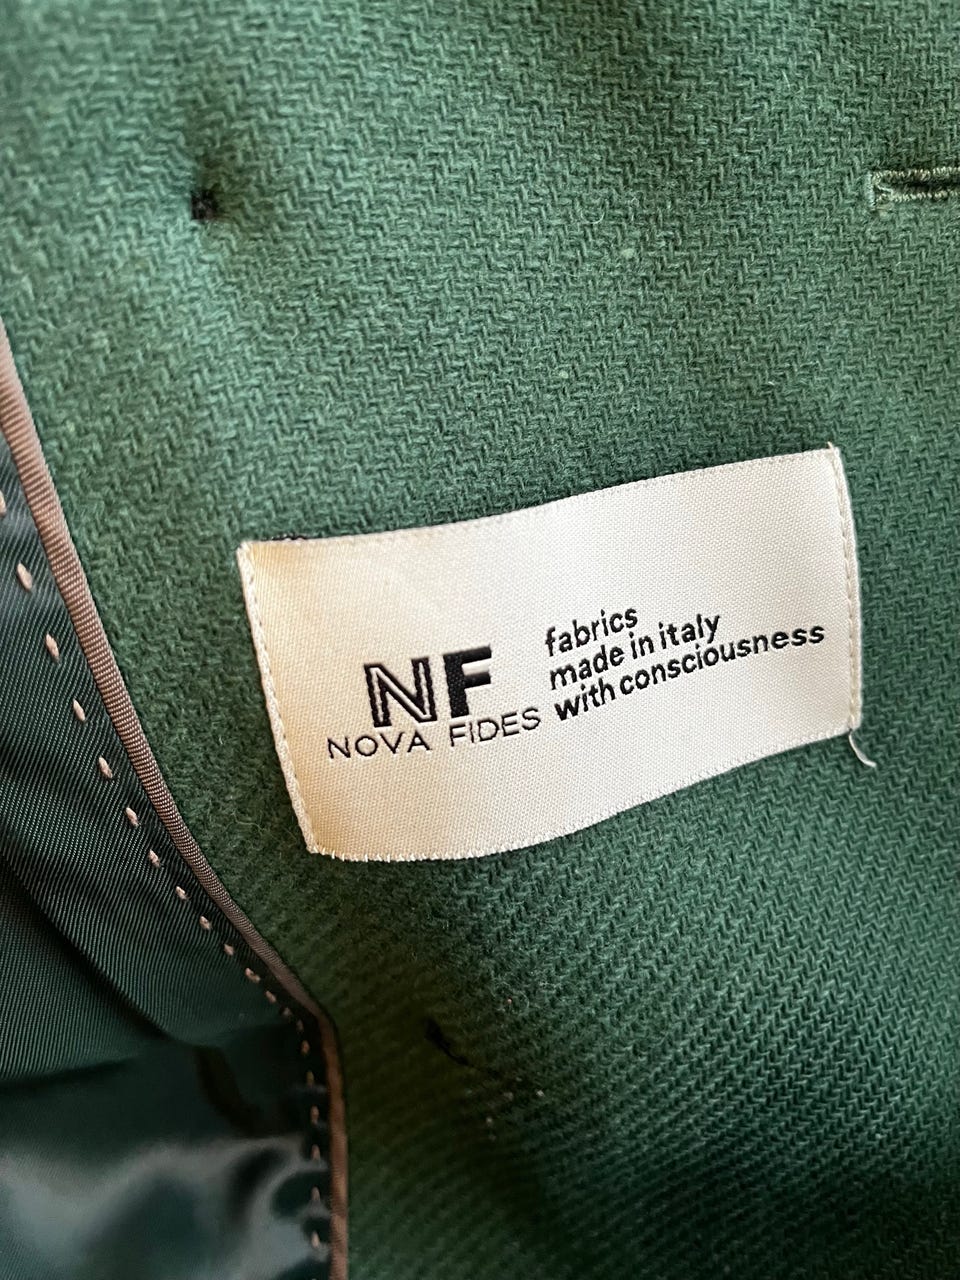 NF
NOVA FIDES
fabrics
made in italy
with consciousness